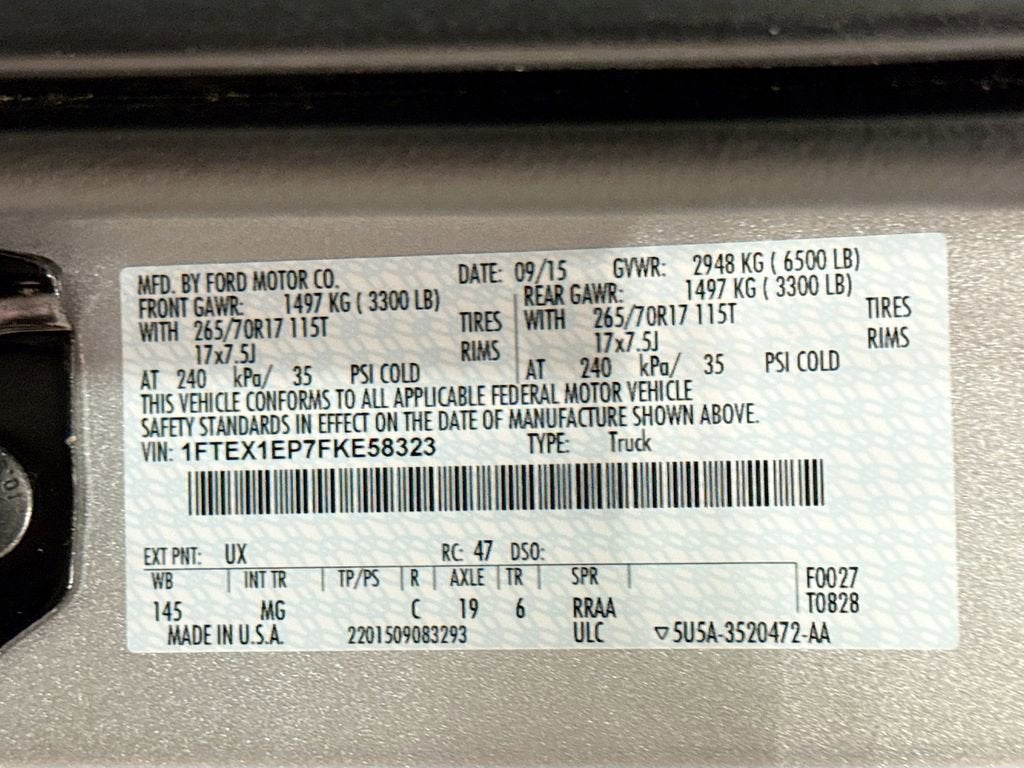 MFD. BY FORD MOTOR CO. DATE: 09/15 GVWR: 2948 KG ( 6500 LB)
FRONT GAWR: 1497 KG ( 3300 LB) REAR GAWR: 1497 KG ( 3300 LB)
WITH 265/70R17 115T TIRES WITH 265/70R17 115T TIRES
17x7.5J RIMS 17x7.5J RIMS
AT 240 kPa/ 35 PSI COLD AT 240 kPa/ 35 PSI COLD
THIS VEHICLE CONFORMS TO ALL APPLICABLE FEDERAL MOTOR VEHICLE
SAFETY STANDARDS IN EFFECT ON THE DATE OF MANUFACTURE SHOWN ABOVE.
VIN: 1FTEX1EP7FKE58323 TYPE: Truck
EXT PNT: UX RC: 47 DSO:
WB INT TR TP/PS R AXLE TR SPR F0027
145 MG C 19 6 RRAA T0828
MADE IN U.S.A. 2201509083293 ULC ▽5U5A-3520472-AA